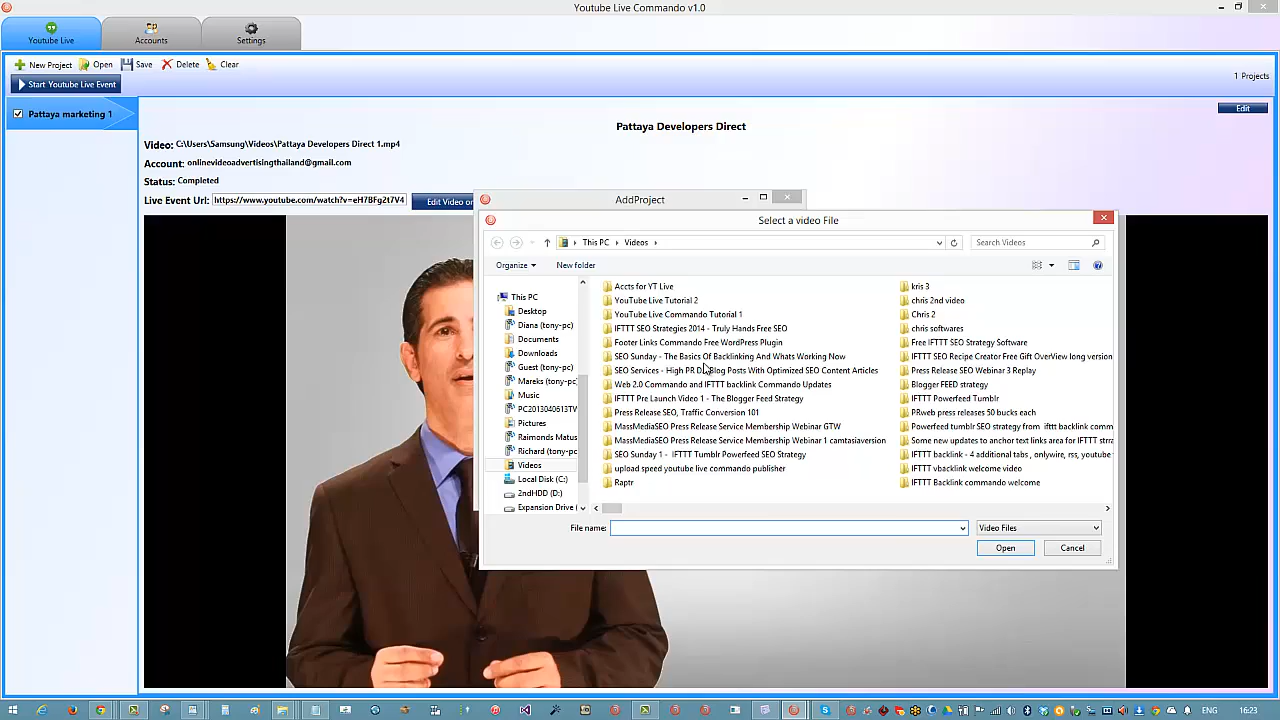 Youtube Live Commando v1.0
Youtube Live
Accounts
Settings
New Project
Open
Save
Delete
Clear
Start Youtube Live Event
1 Projects
Pattaya marketing 1
Pattaya Developers Direct
Edit
Video: C:\Users\Samsung\Videos\Pattaya Developers Direct 1.mp4
Account: onlinevideoadvertisingthailand@gmail.com
Status: Completed
Live Event Url: https://www.youtube.com/watch?v=eH7BFg2t7V4
Edit Video on
AddProject
Select a video File
This PC
Videos
Search Videos
Organize
New folder
This PC
Desktop
Diana (tony-pc)
Documents
Downloads
Guest (tony-pc)
Mareks (tony-pc
Music
PC2013040613TW
Pictures
Raimonds Matus
Richard (tony-pc
Videos
Local Disk (C:)
2ndHDD (D:)
Expansion Drive (
Accts for YT Live
YouTube Live Tutorial 2
YouTube Live Commando Tutorial 1
IFTTT SEO Strategies 2014 - Truly Hands Free SEO
Footer Links Commando Free WordPress Plugin
SEO Sunday - The Basics Of Backlinking And Whats Working Now
SEO Services - High PR Blog Posts With Optimized SEO Content Articles
Web 2.0 Commando and IFTTT backlink Commando Updates
IFTTT Pre Launch Video 1 - The Blogger Feed Strategy
Press Release SEO, Traffic Conversion 101
MassMediaSEO Press Release Service Membership Webinar GTW
MassMediaSEO Press Release Service Membership Webinar 1 camtasiaversion
SEO Sunday 1 - IFTTT Tumblr Powerfeed SEO Strategy
upload speed youtube live commando publisher
Raptr
kris 3
chris 2nd video
Chris 2
chris softwares
Free IFTTT SEO Strategy Software
IFTTT SEO Recipe Creator Free Gift OverView long version
Press Release SEO Webinar 3 Replay
Blogger FEED strategy
IFTTT Powerfeed Tumblr
PRweb press releases 50 bucks each
Powerfeed tumblr SEO strategy from ifttt backlink comm
Some new updates to anchor text links area for IFTTT stra
IFTTT backlink - 4 additional tabs , onlywire, rss, youtube
IFTTT vbacklink welcome video
IFTTT Backlink commando welcome
File name:
Video Files
Open
Cancel
ENG
16:23